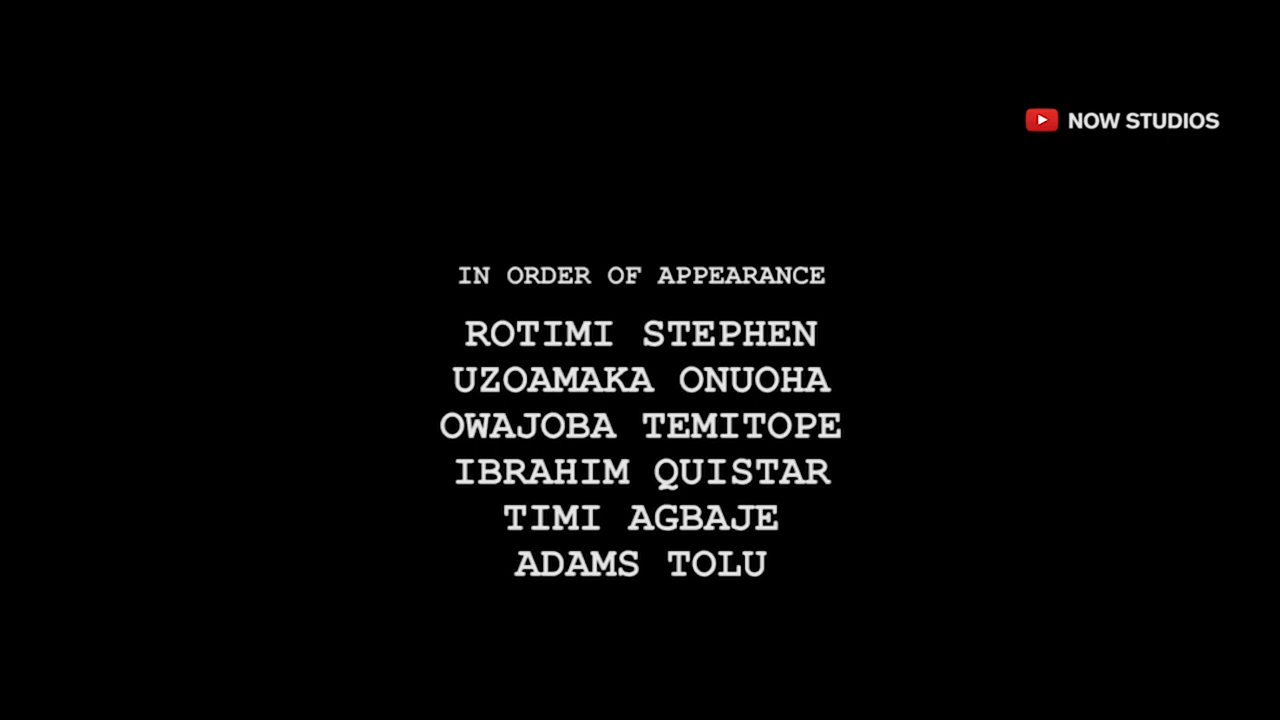 NOW STUDIOS
IN ORDER OF APPEARANCE
ROTIMI STEPHEN
UZOAMAKA ONUOHA
OWAJOBA TEMITOPE
IBRAHIM QUISTAR
TIMI AGBAJE
ADAMS TOLU